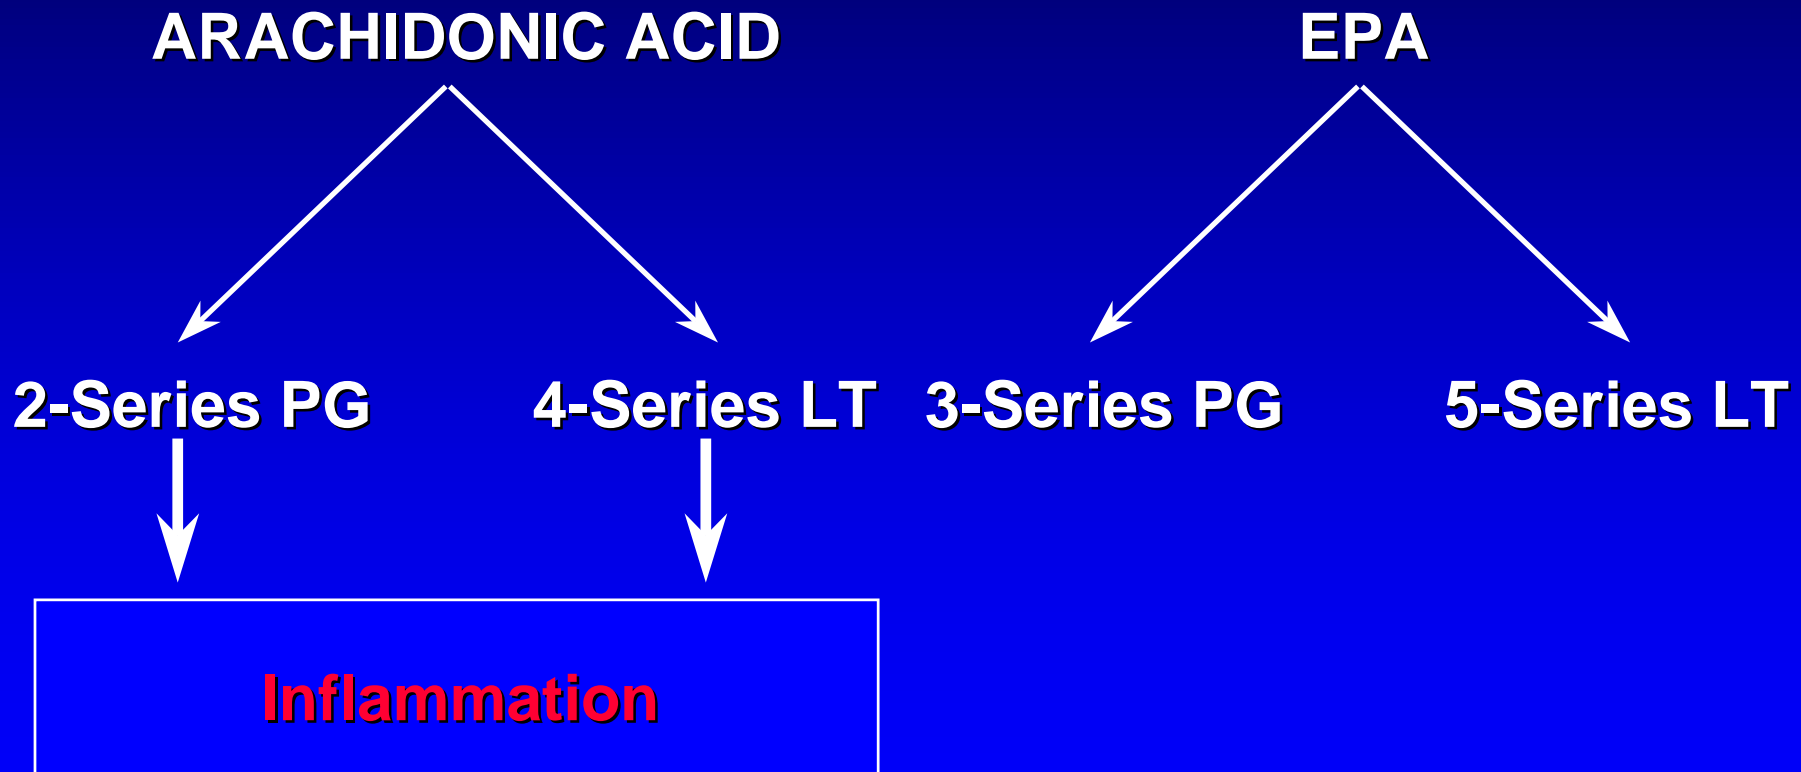 ARACHIDONIC ACID EPA
2-Series PG 4-Series LT 3-Series PG 5-Series LT
Inflammation